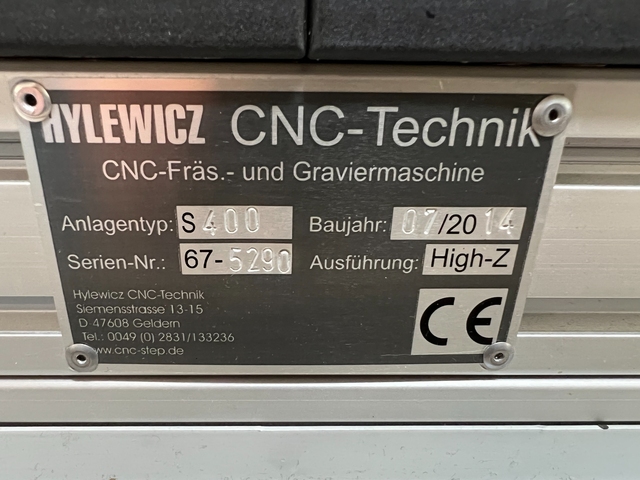 HYLEWICZ CNC-Technik
CNC-Fräs.- und Graviermaschine
Anlagentyp: S400 Baujahr: 07/2014
Serien-Nr.: 67-5290 Ausführung: High-Z
Hylewicz CNC-Technik
Siemensstrasse 13-15
D 47608 Geldern
Tel.: 0049 (0) 2831/133236
www.cnc-step.de
CE